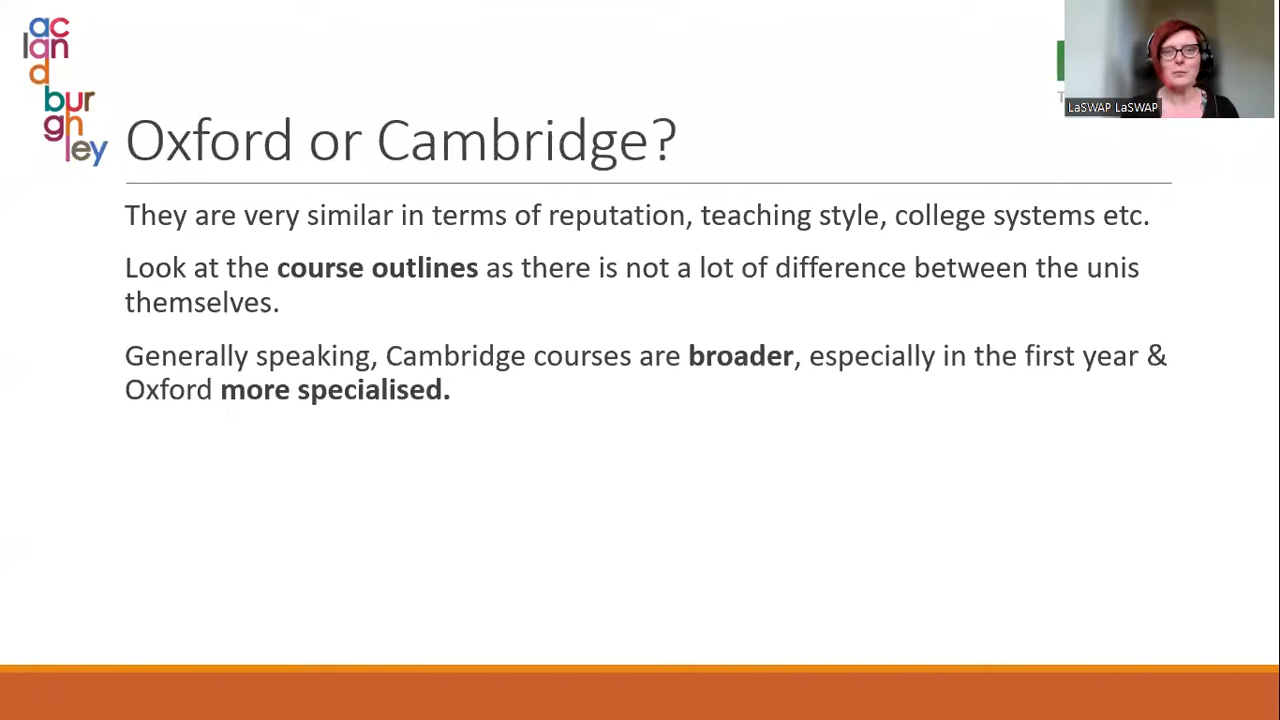 ac
lan
d
bur
gh
ley
LaSWAP LaSWAP
Oxford or Cambridge?
They are very similar in terms of reputation, teaching style, college systems etc.
Look at the course outlines as there is not a lot of difference between the unis
themselves.
Generally speaking, Cambridge courses are broader, especially in the first year &
Oxford more specialised.